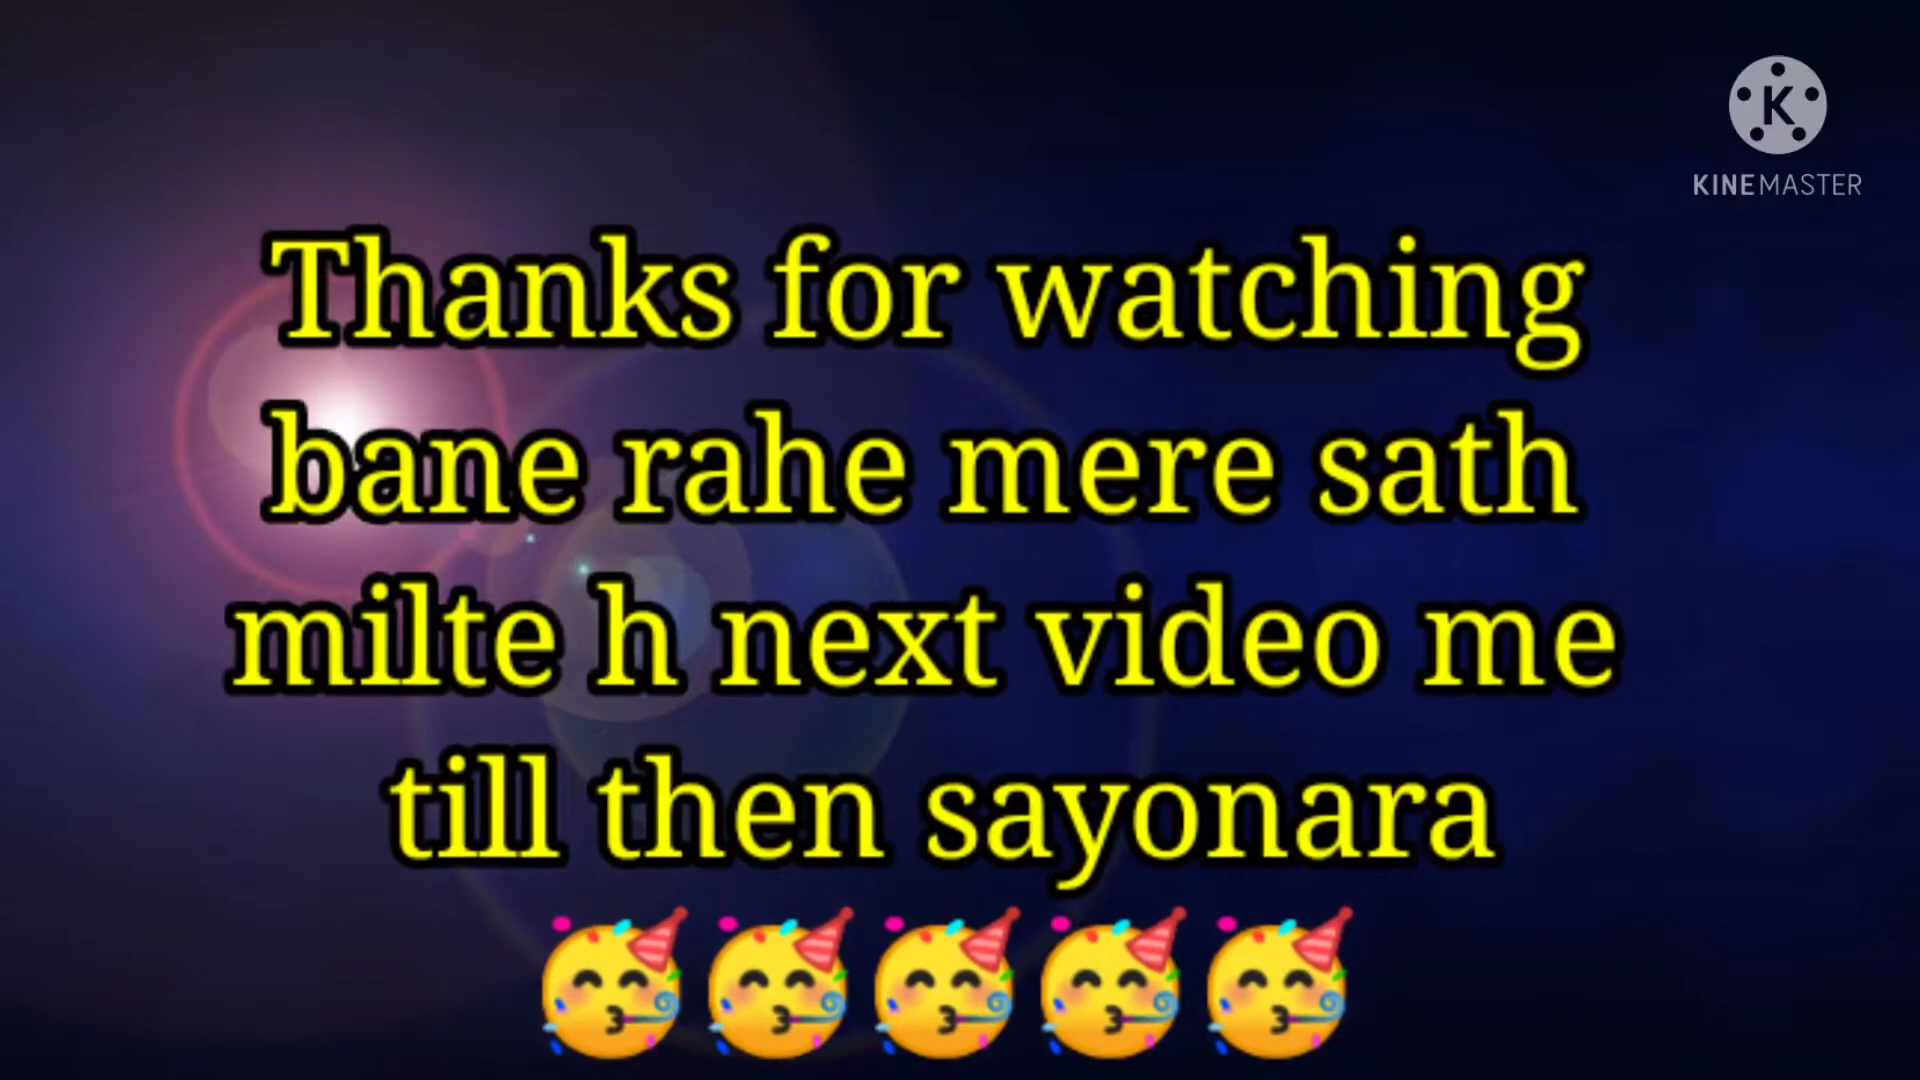 K
KINEMASTER
Thanks for watching
bane rahe mere sath
milte h next video me
till then sayonara
🥳🥳🥳🥳🥳